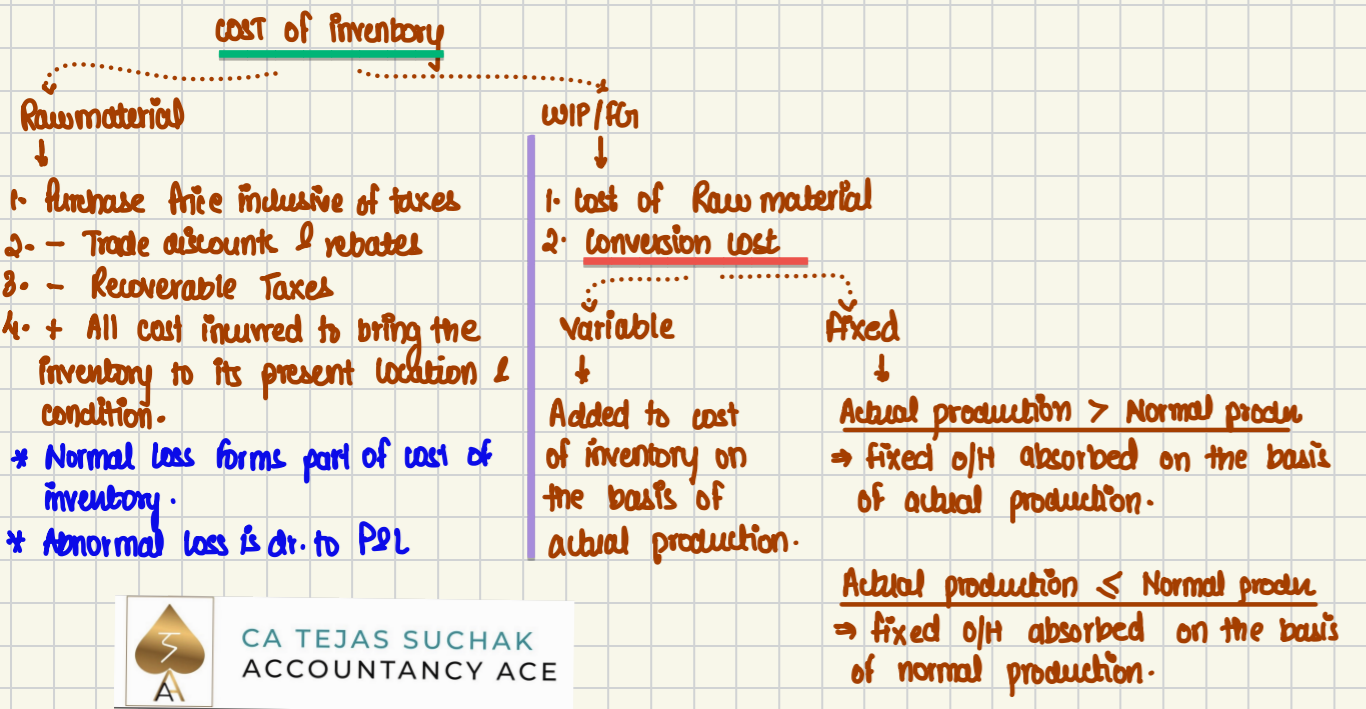 cost of inventory
Raw material
1. Purchase Price inclusive of taxes
2. - Trade discount & rebates
3. - Recoverable Taxes
4. + All cost incurred to bring the
inventory to its present location &
condition.
* Normal loss forms part of cost of
inventory.
* Abnormal loss is dr. to P&L
WIP/FG
1. Cost of Raw material
2. Conversion cost
Variable
Added to cost
of inventory on
the basis of
actual production.
fixed
Actual production > Normal produn
⇒ fixed O/H absorbed on the basis
of actual production.
Actual production ≤ Normal produn
⇒ fixed O/H absorbed on the basis
of normal production.
CA TEJAS SUCHAK
ACCOUNTANCY ACE